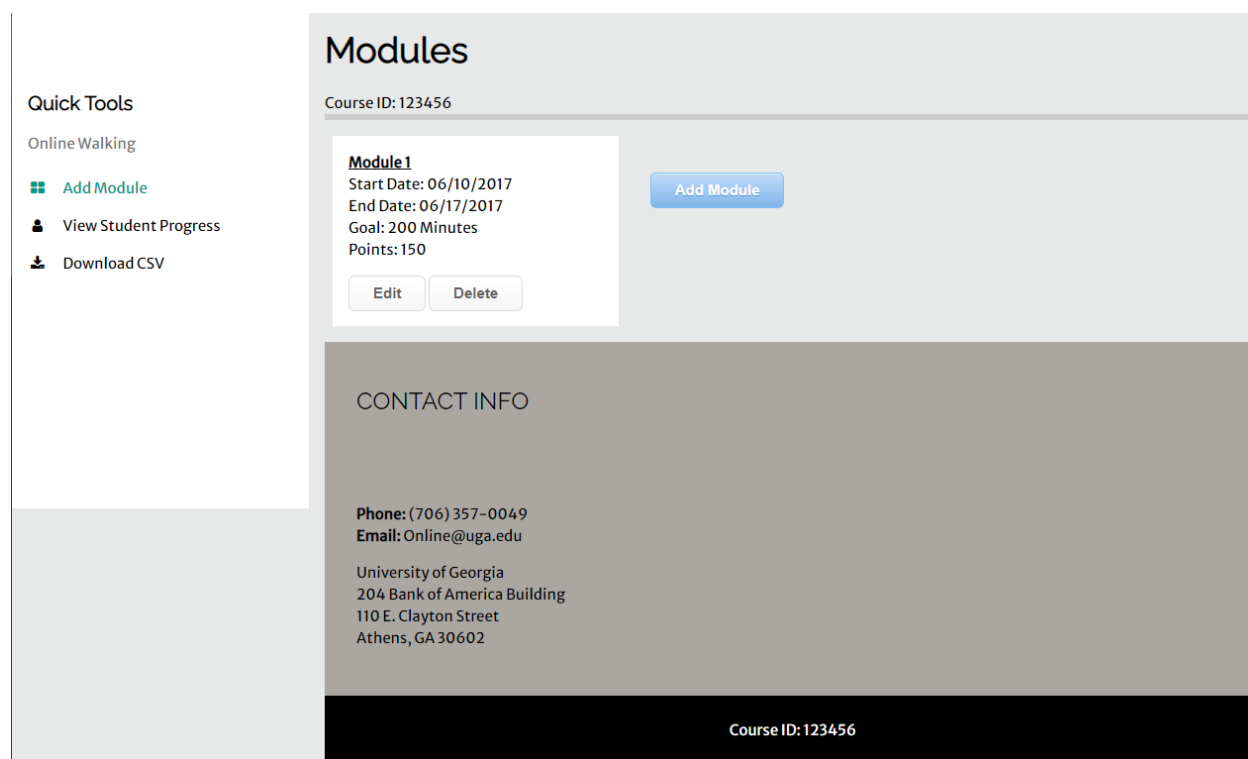 Modules
Quick Tools
Course ID: 123456
Online Walking
Add Module
View Student Progress
Download CSV
Module 1
Start Date: 06/10/2017
End Date: 06/17/2017
Goal: 200 Minutes
Points: 150
Edit
Delete
Add Module
CONTACT INFO
Phone: (706) 357-0049
Email: Online@uga.edu
University of Georgia
204 Bank of America Building
110 E. Clayton Street
Athens, GA 30602
Course ID: 123456